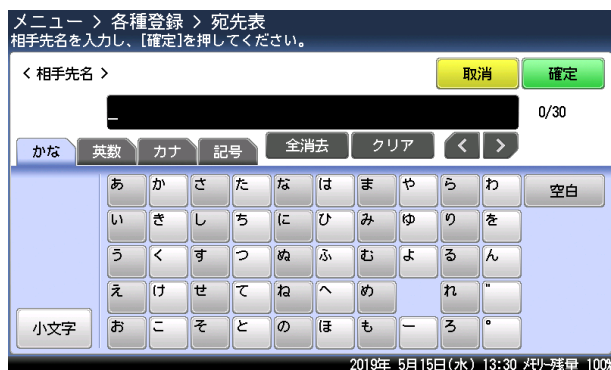 メニュー > 各種登録 > 宛先表
相手先名を入力し、[確定]を押してください。
< 相手先名 >
取消
確定
_
0/30
かな
英数
カナ
記号
全消去
クリア
<
>
あ か さ た な は ま や ら わ
空白
い き し ち に ひ み ゆ り を
う く す つ ぬ ふ む よ る ん
え け せ て ね へ め れ ゛
小文字
お こ そ と の ほ も ー ろ ゜
2019年 5月15日(水) 13:30 メモリー残量 100%